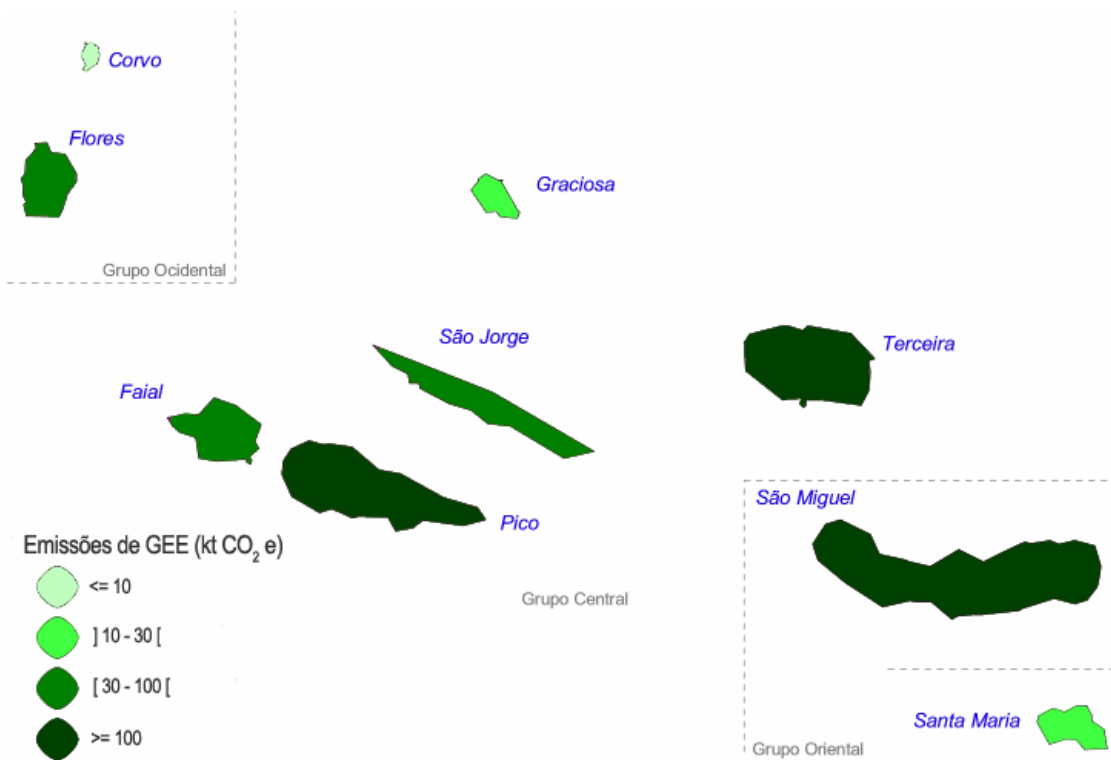 Corvo
Flores
Graciosa
Grupo Ocidental
São Jorge
Terceira
Faial
São Miguel
Pico
Emissões de GEE (kt CO₂ e)
<= 10
Grupo Central
] 10 - 30 [
[ 30 - 100 [
Santa Maria
>= 100
Grupo Oriental